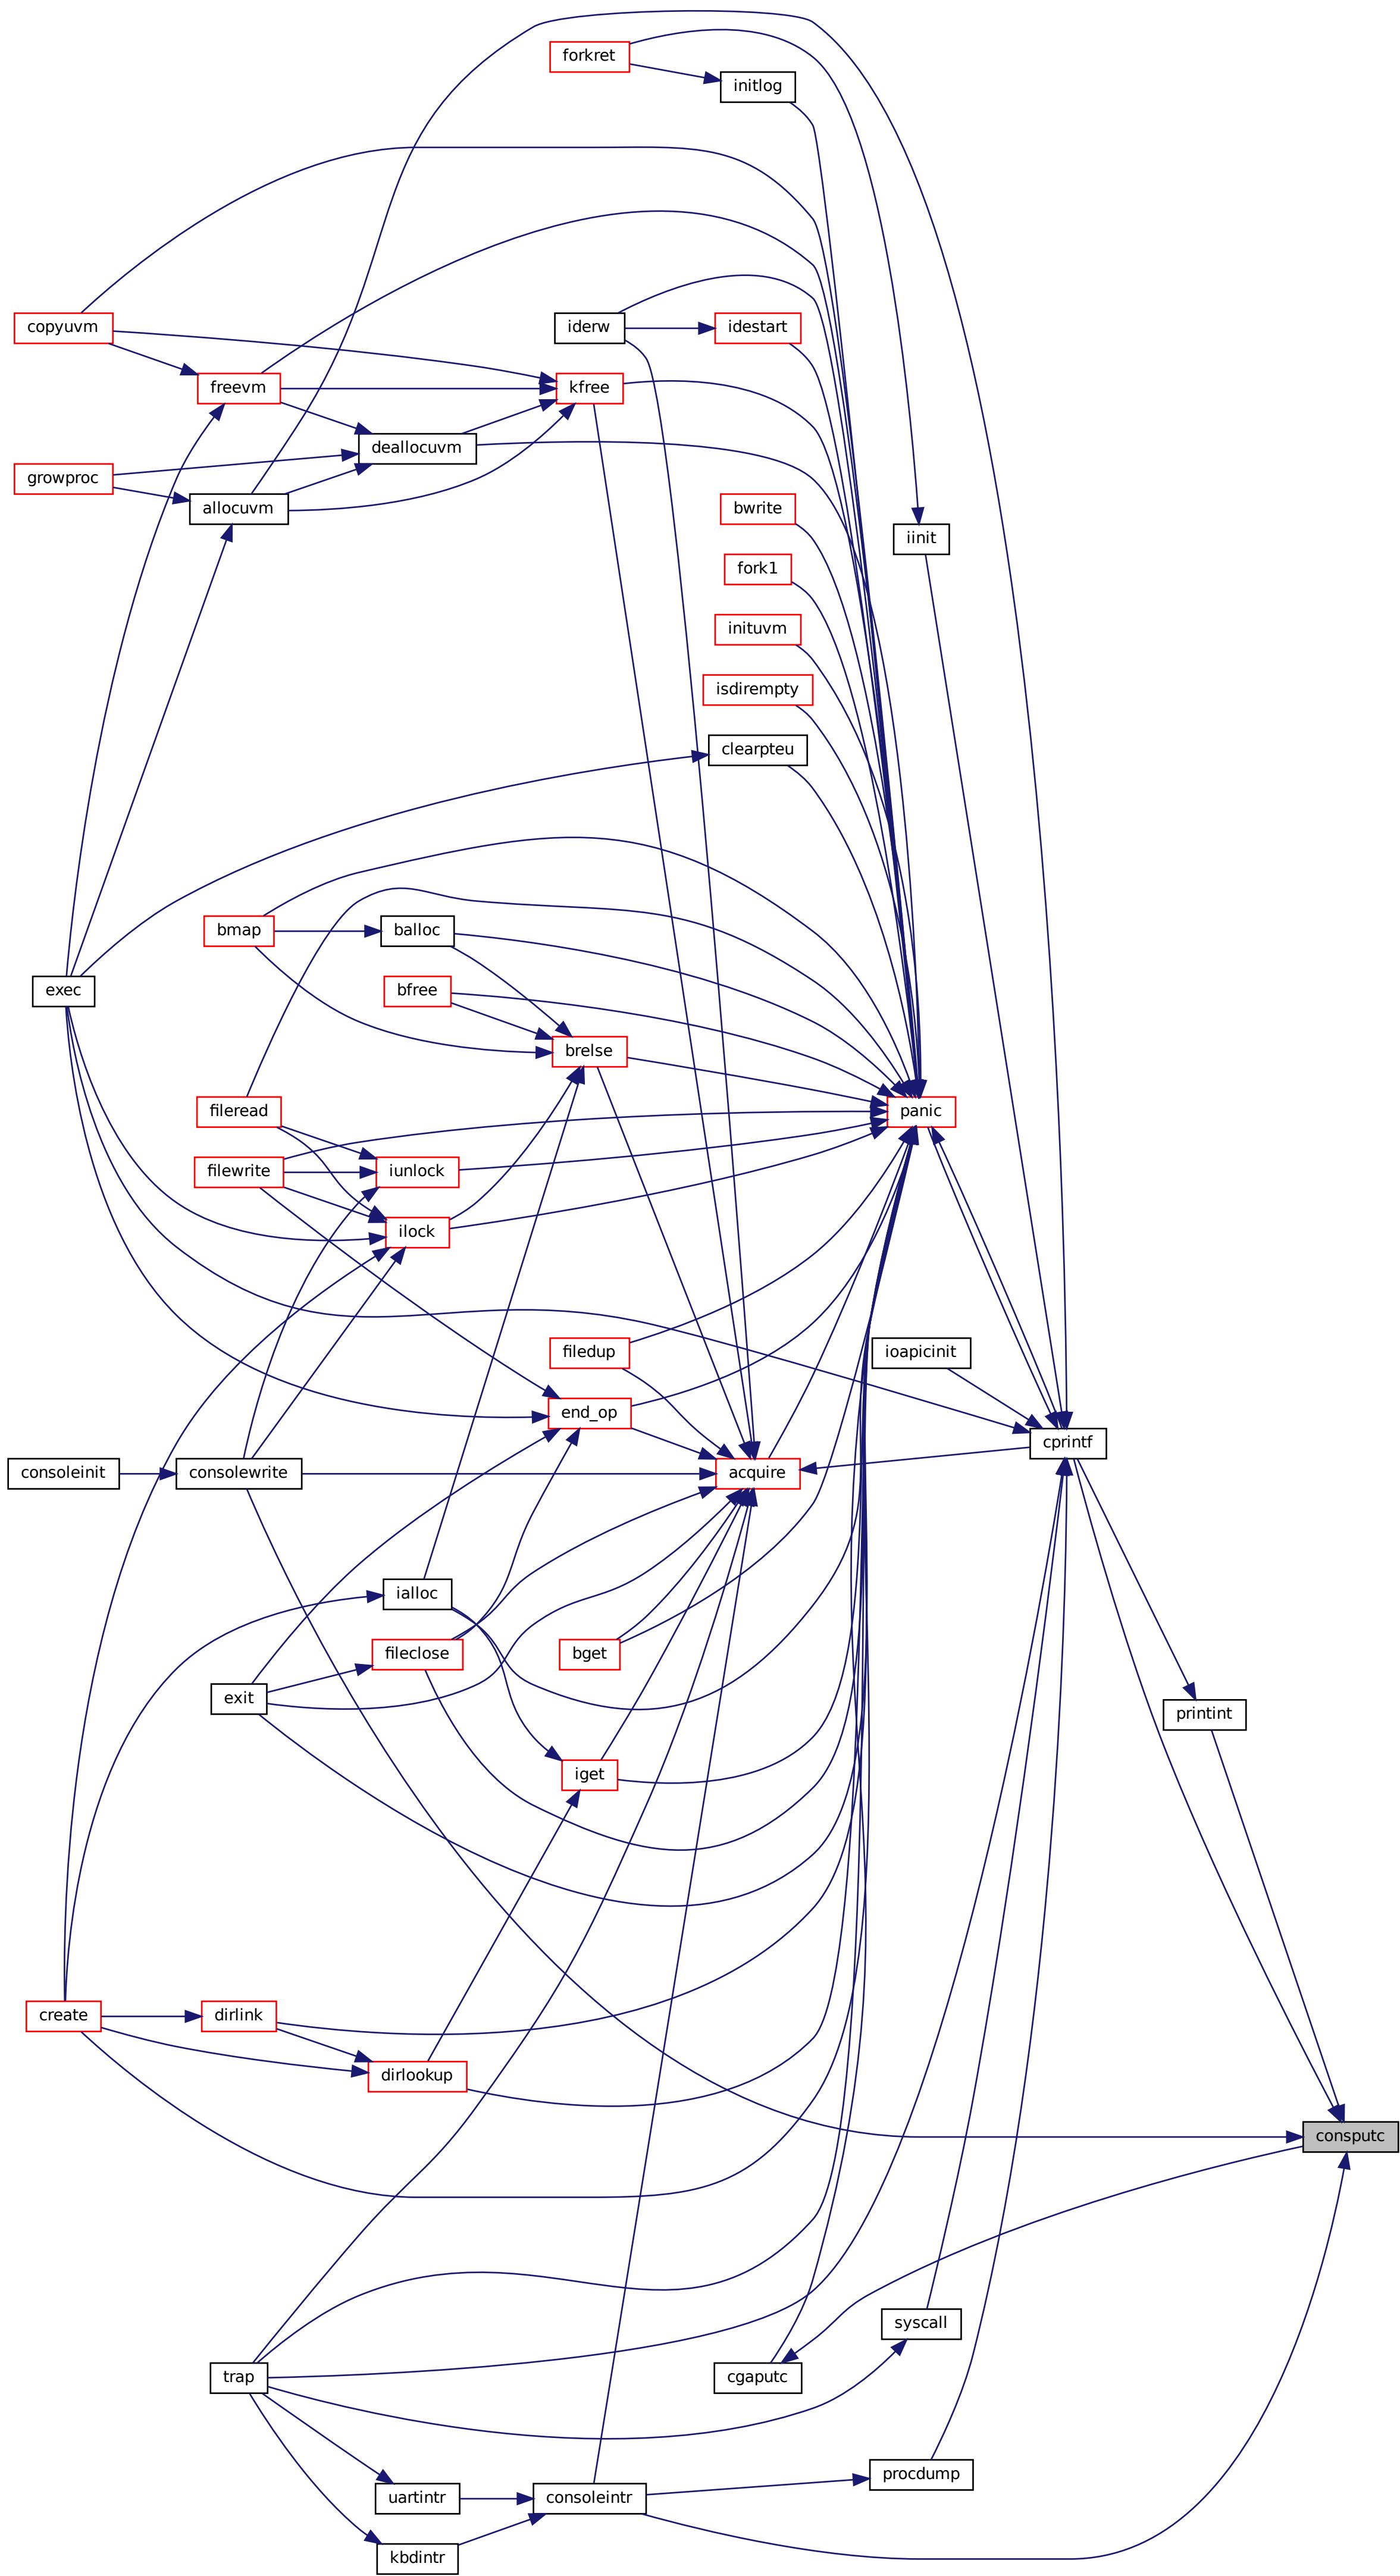 forkret
initlog
copyuvm
iderw
idestart
freevm
kfree
deallocuvm
growproc
allocuvm
bwrite
iinit
fork1
inituvm
isdirempty
clearpteu
bmap
balloc
exec
bfree
brelse
fileread
panic
filewrite
iunlock
ilock
filedup
ioapicinit
end_op
cprintf
consoleinit
consolewrite
acquire
ialloc
fileclose
bget
exit
printint
iget
create
dirlink
dirlookup
consputc
syscall
trap
cgaputc
procdump
uartintr
consoleintr
kbdintr